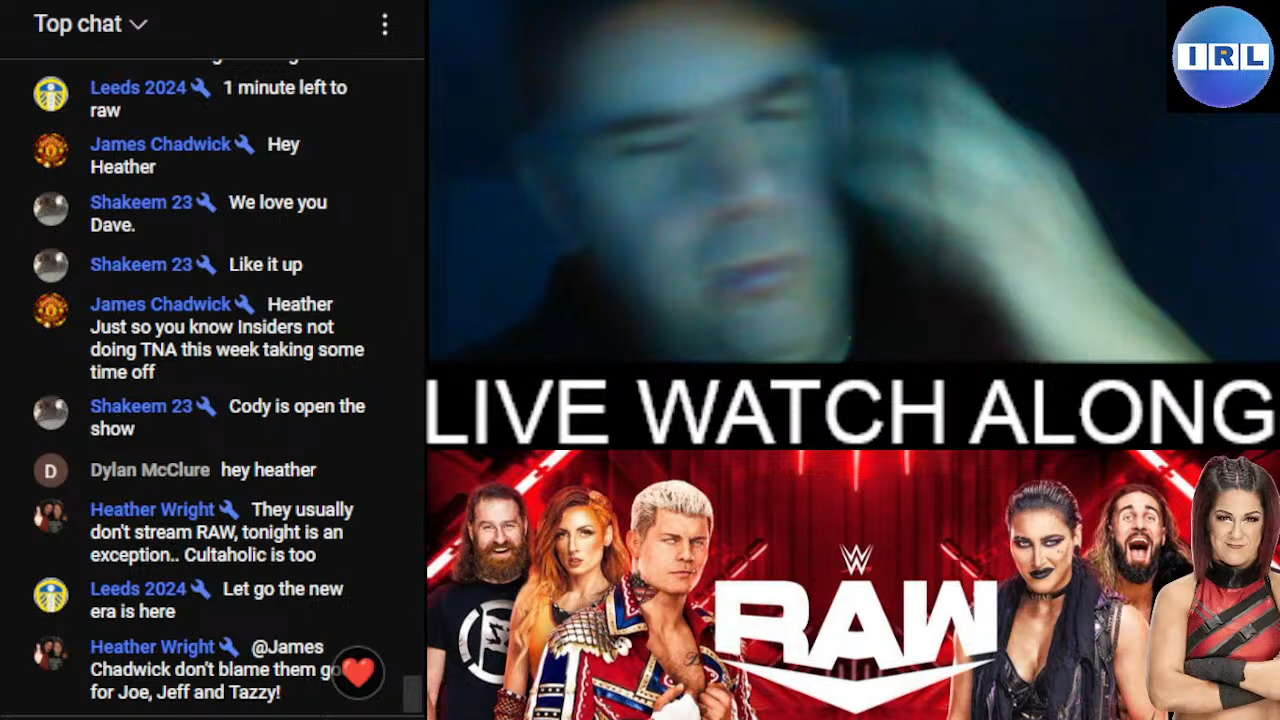 Top chat
Leeds 2024 1 minute left to
raw
James Chadwick Hey
Heather
Shakeem 23 We love you
Dave.
Shakeem 23 Like it up
James Chadwick Heather
Just so you know Insiders not
doing TNA this week taking some
time off
Shakeem 23 Cody is open the
show
D Dylan McClure hey heather
Heather Wright They usually
don't stream RAW, tonight is an
exception.. Cultaholic is too
Leeds 2024 Let go the new
era is here
Heather Wright @James
Chadwick don't blame them go
for Joe, Jeff and Tazzy!
IRL
LIVE WATCH ALONG
W
RAW